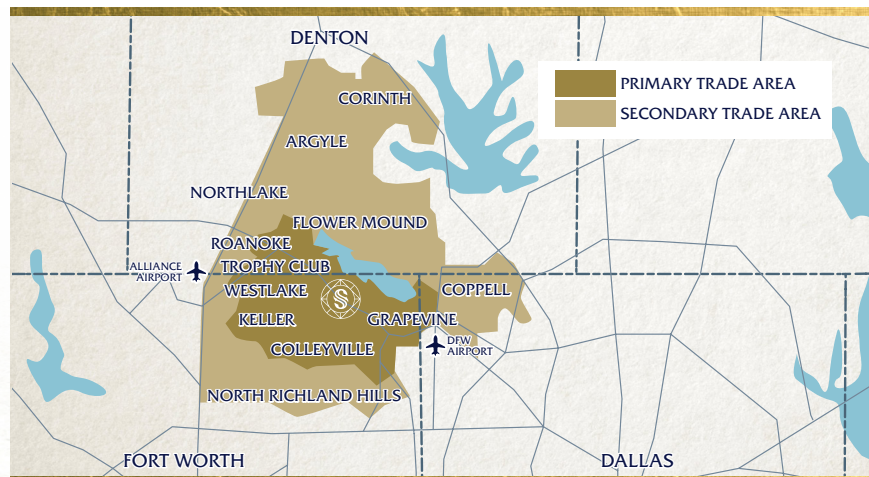 DENTON
PRIMARY TRADE AREA
CORINTH
SECONDARY TRADE AREA
ARGYLE
NORTHLAKE
FLOWER MOUND
ROANOKE
ALLIANCE
AIRPORT
TROPHY CLUB
WESTLAKE
COPPELL
S
KELLER
GRAPEVINE
DFW
AIRPORT
COLLEYVILLE
NORTH RICHLAND HILLS
FORT WORTH
DALLAS